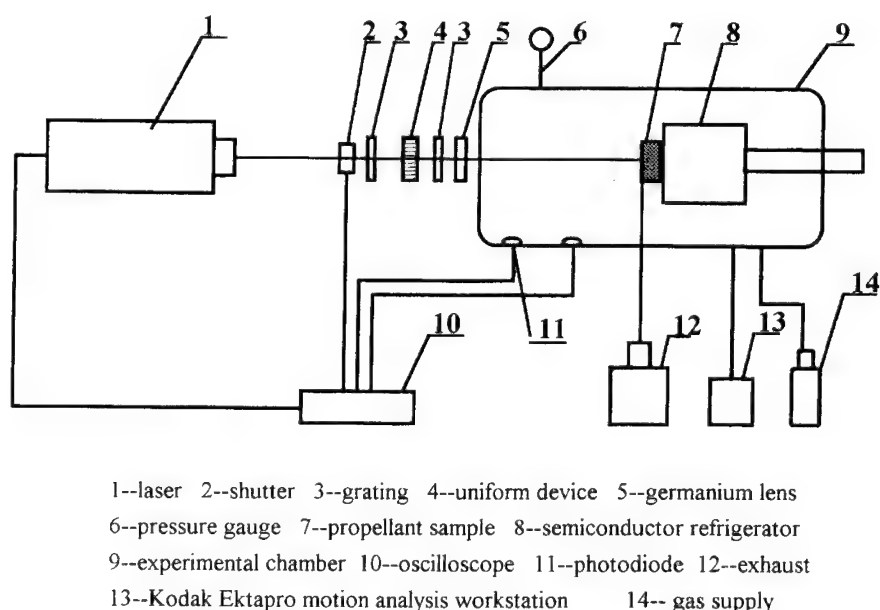 1 2 3 4 3 5 6 7 8 9
14
10 11 12 13
1--laser 2--shutter 3--grating 4--uniform device 5--germanium lens
6--pressure gauge 7--propellant sample 8--semiconductor refrigerator
9--experimental chamber 10--oscilloscope 11--photodiode 12--exhaust
13--Kodak Ektapro motion analysis workstation 14-- gas supply